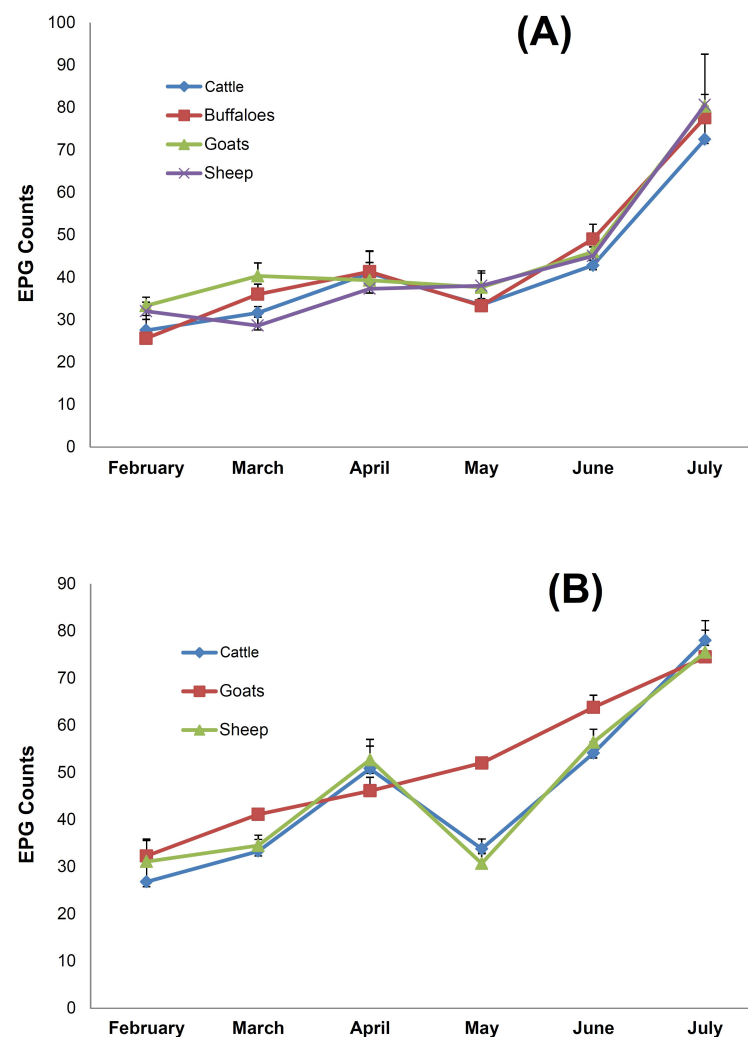 (A)
100
90
80
70
60
50
40
30
20
10
0
EPG Counts
Cattle
Buffaloes
Goats
Sheep
February March April May June July
(B)
90
80
70
60
50
40
30
20
10
0
EPG Counts
Cattle
Goats
Sheep
February March April May June July